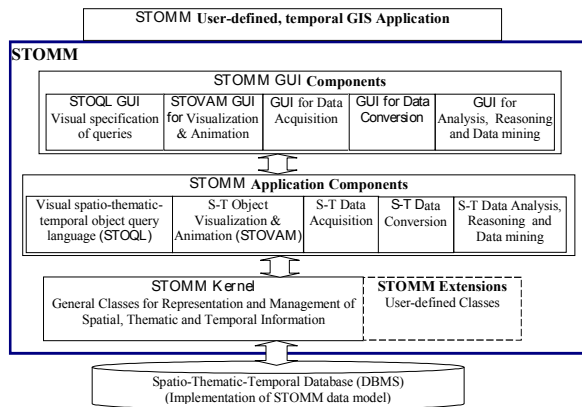 STOMM User-defined, temporal GIS Application
STOMM
STOMM GUI Components
STOQL GUI
Visual specification
of queries
STOVAM GUI
for Visualization
& Animation
GUI for Data
Acquisition
GUI for Data
Conversion
GUI for
Analysis, Reasoning
and Data mining
STOMM Application Components
Visual spatio-thematic-
temporal object query
language (STOQL)
S-T Object
Visualization &
Animation (STOVAM)
S-T Data
Acquisition
S-T Data
Conversion
S-T Data Analysis,
Reasoning and
Data mining
STOMM Kernel
General Classes for Representation and Management of
Spatial, Thematic and Temporal Information
STOMM Extensions
User-defined Classes
Spatio-Thematic-Temporal Database (DBMS)
(Implementation of STOMM data model)